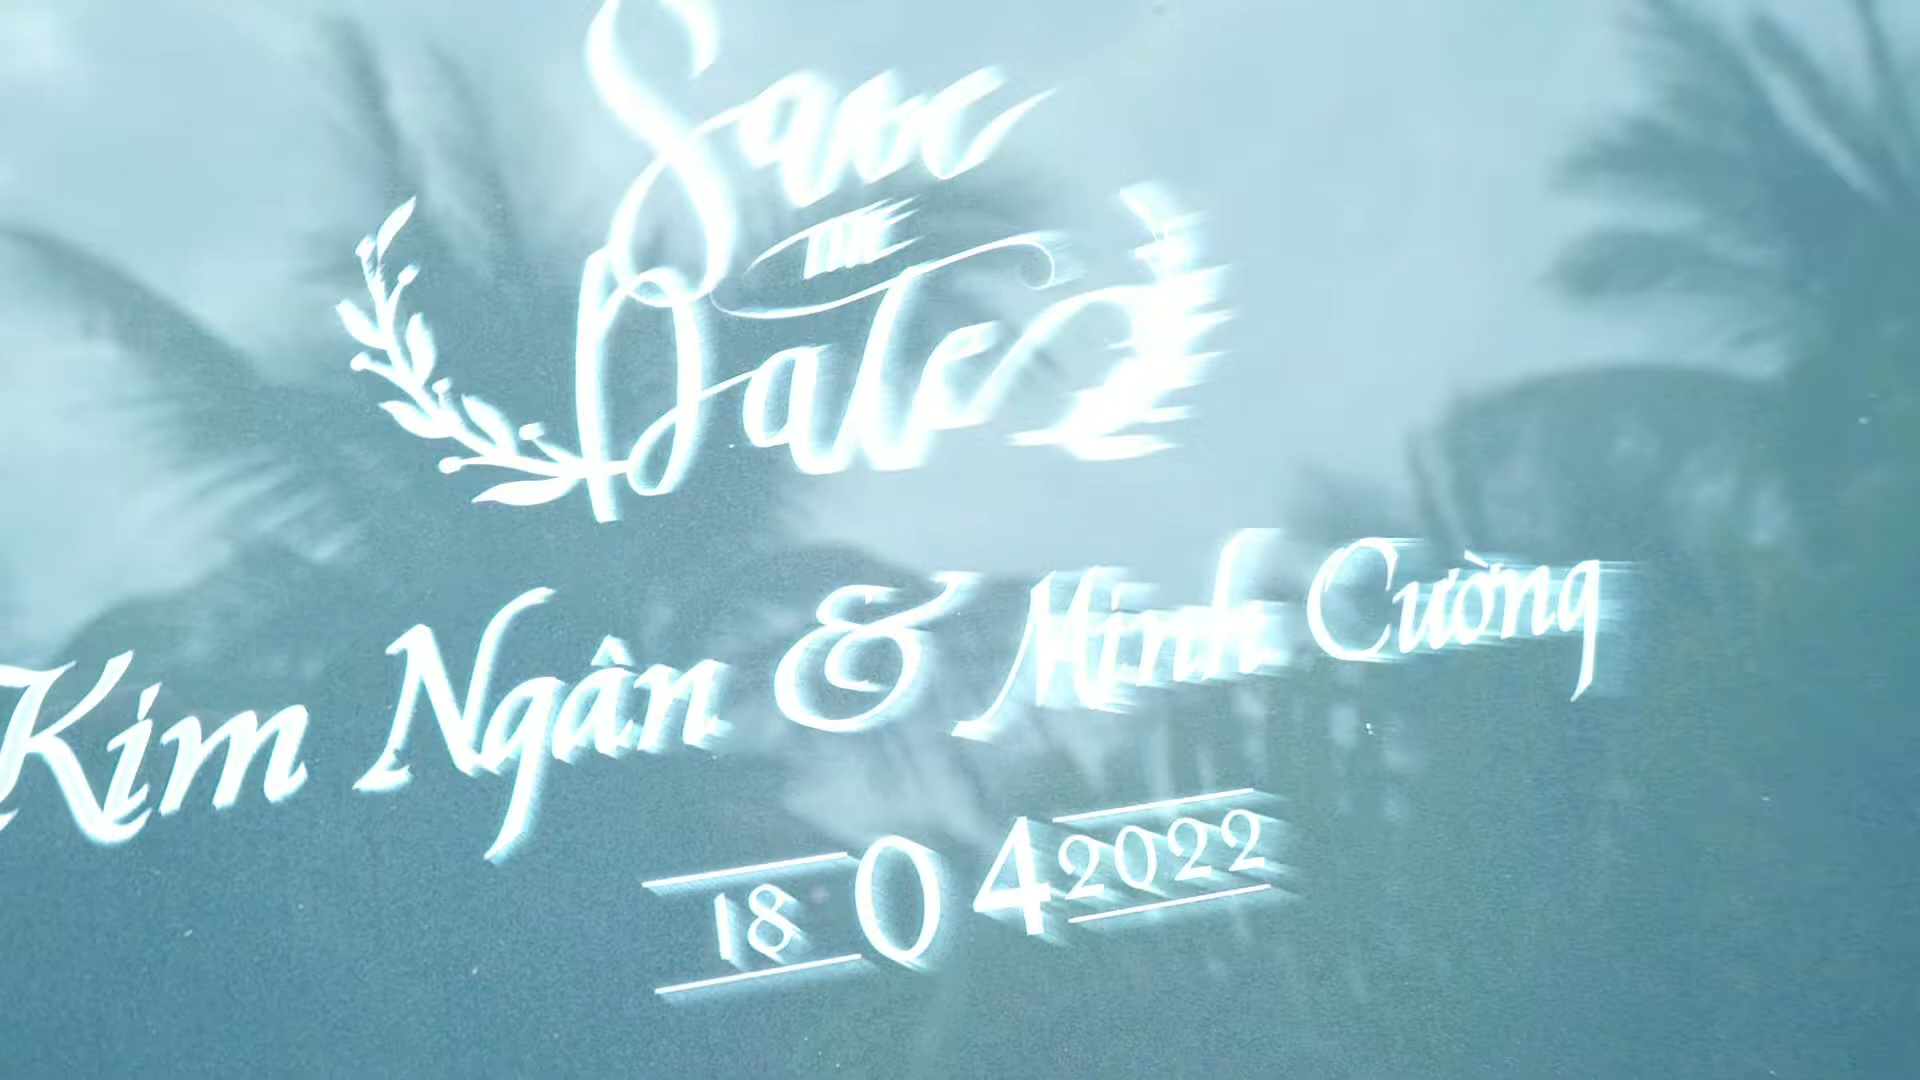 Save
THE
Date
Kim Ngân & Minh Cường
18 04 2022